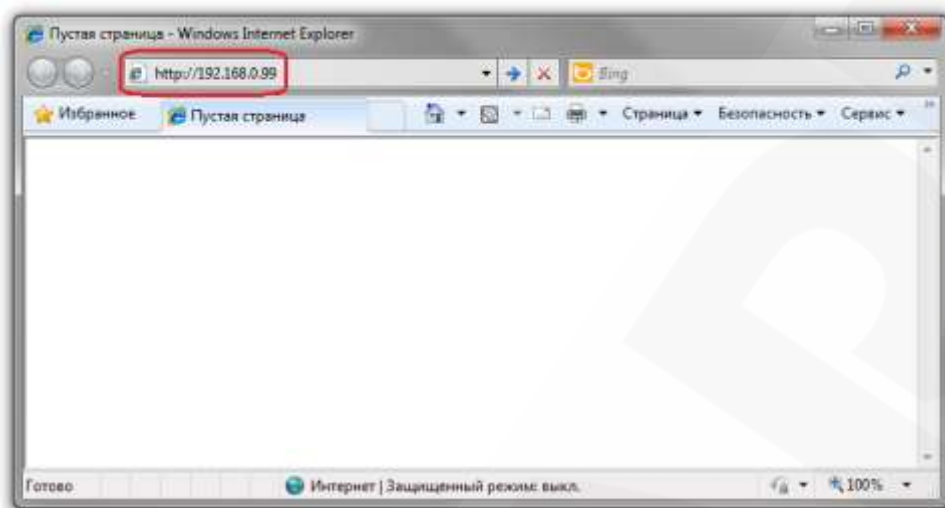 Пустая страница - Windows Internet Explorer
http://192.168.0.99
Bing
Избранное
Пустая страница
Страница
Безопасность
Сервис
Готово
Интернет | Защищенный режим: выкл.
100%